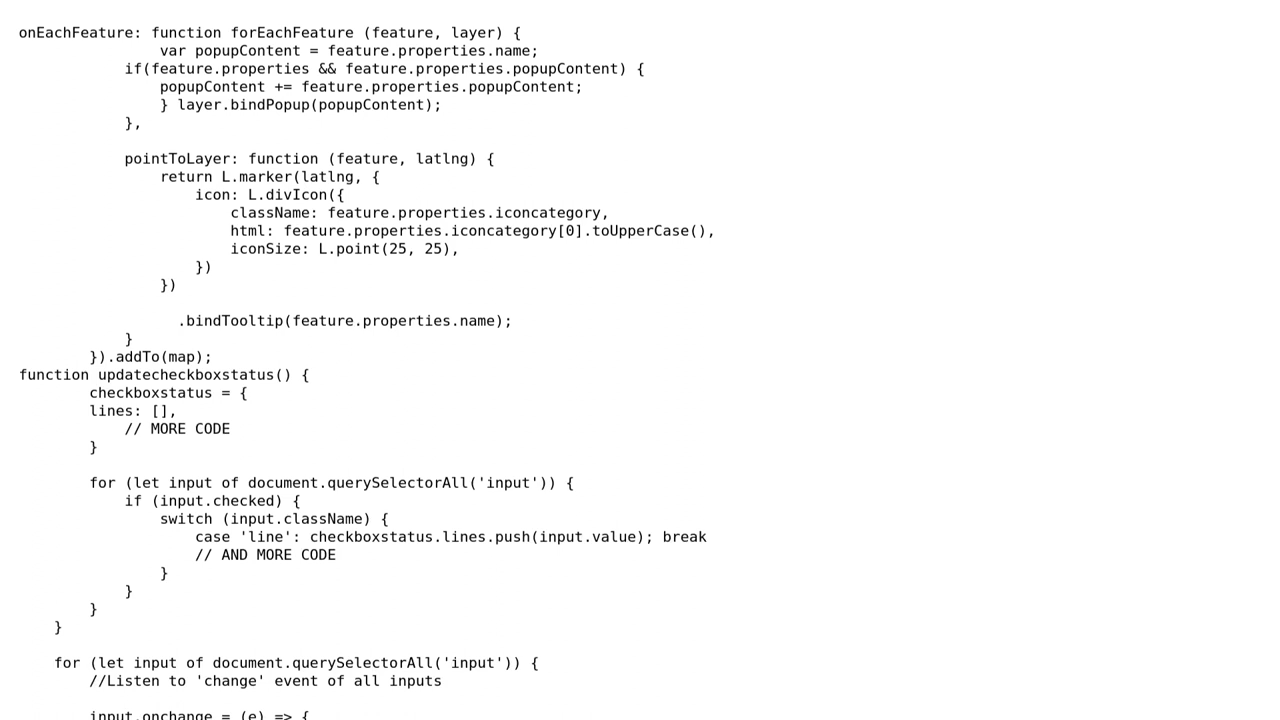 onEachFeature: function forEachFeature (feature, layer) {
                var popupContent = feature.properties.name;
            if(feature.properties && feature.properties.popupContent) {
                popupContent += feature.properties.popupContent;
                } layer.bindPopup(popupContent);
            },

            pointToLayer: function (feature, latlng) {
                return L.marker(latlng, {
                    icon: L.divIcon({
                        className: feature.properties.iconcategory,
                        html: feature.properties.iconcategory[0].toUpperCase(),
                        iconSize: L.point(25, 25),
                    })
                })

                  .bindTooltip(feature.properties.name);
            }
        }).addTo(map);
function updatecheckboxstatus() {
        checkboxstatus = {
        lines: [],
            // MORE CODE
        }

        for (let input of document.querySelectorAll('input')) {
            if (input.checked) {
                switch (input.className) {
                    case 'line': checkboxstatus.lines.push(input.value); break
                    // AND MORE CODE
                }
            }
        }
    }

    for (let input of document.querySelectorAll('input')) {
        //Listen to 'change' event of all inputs

        input.onchange = (e) => {